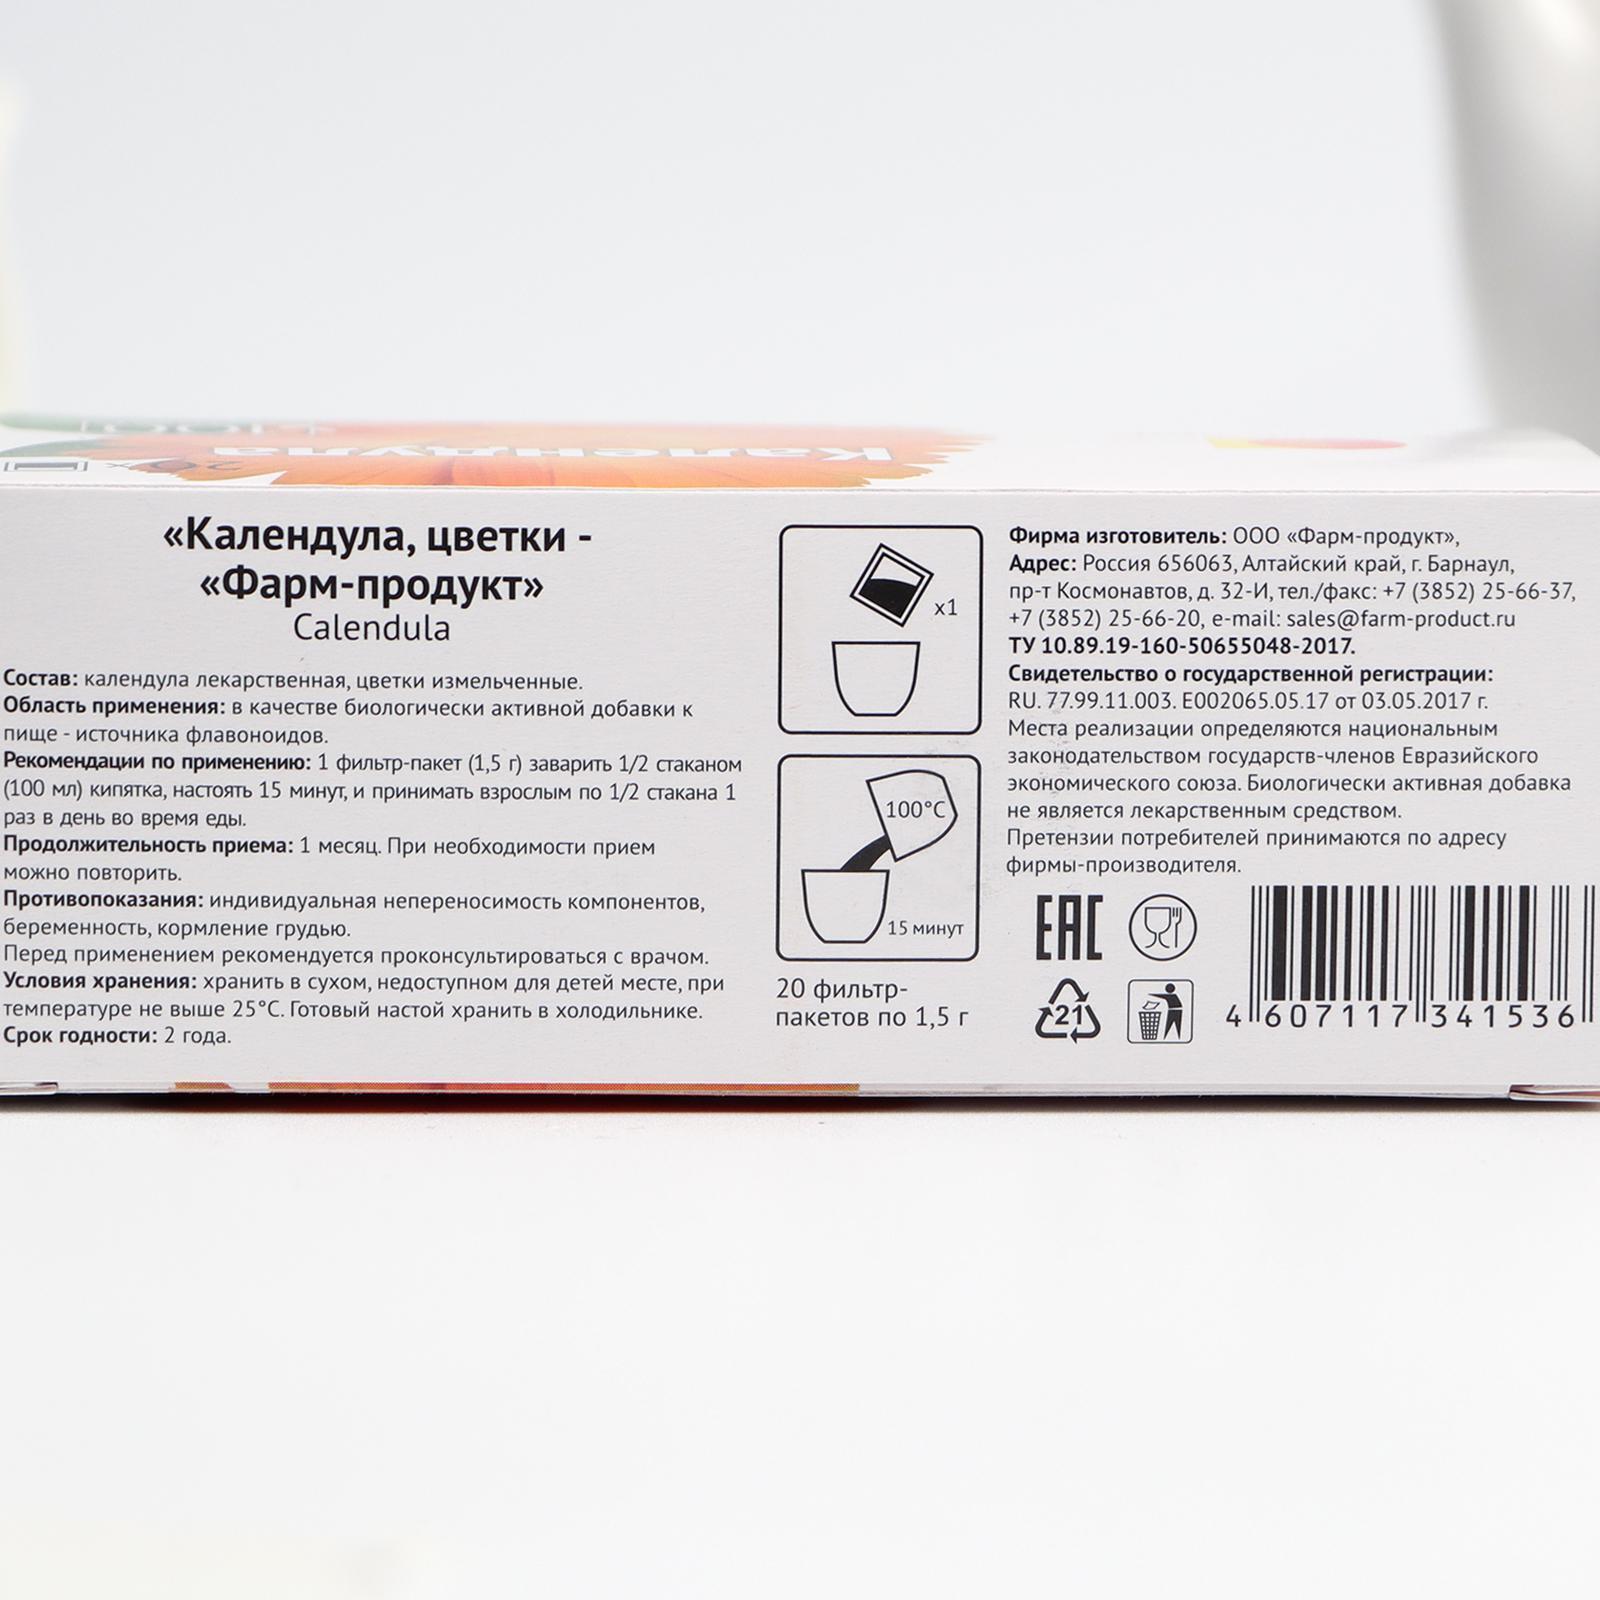 Календула
20 x
«Календула, цветки -
«Фарм-продукт»
Calendula
Состав: календула лекарственная, цветки измельченные.
Область применения: в качестве биологически активной добавки к
пище - источника флавоноидов.
Рекомендации по применению: 1 фильтр-пакет (1,5 г) заварить 1/2 стаканом
(100 мл) кипятка, настоять 15 минут, и принимать взрослым по 1/2 стакана 1
раз в день во время еды.
Продолжительность приема: 1 месяц. При необходимости прием
можно повторить.
Противопоказания: индивидуальная непереносимость компонентов,
беременность, кормление грудью.
Перед применением рекомендуется проконсультироваться с врачом.
Условия хранения: хранить в сухом, недоступном для детей месте, при
температуре не выше 25°С. Готовый настой хранить в холодильнике.
Срок годности: 2 года.
x1
100°C
15 минут
20 фильтр-
пакетов по 1,5 г
Фирма изготовитель: ООО «Фарм-продукт»,
Адрес: Россия 656063, Алтайский край, г. Барнаул,
пр-т Космонавтов, д. 32-И, тел./факс: +7 (3852) 25-66-37,
+7 (3852) 25-66-20, e-mail: sales@farm-product.ru
ТУ 10.89.19-160-50655048-2017.
Свидетельство о государственной регистрации:
RU. 77.99.11.003. Е002065.05.17 от 03.05.2017 г.
Места реализации определяются национальным
законодательством государств-членов Евразийского
экономического союза. Биологически активная добавка
не является лекарственным средством.
Претензии потребителей принимаются по адресу
фирмы-производителя.
EAC
21
4 607117 341536